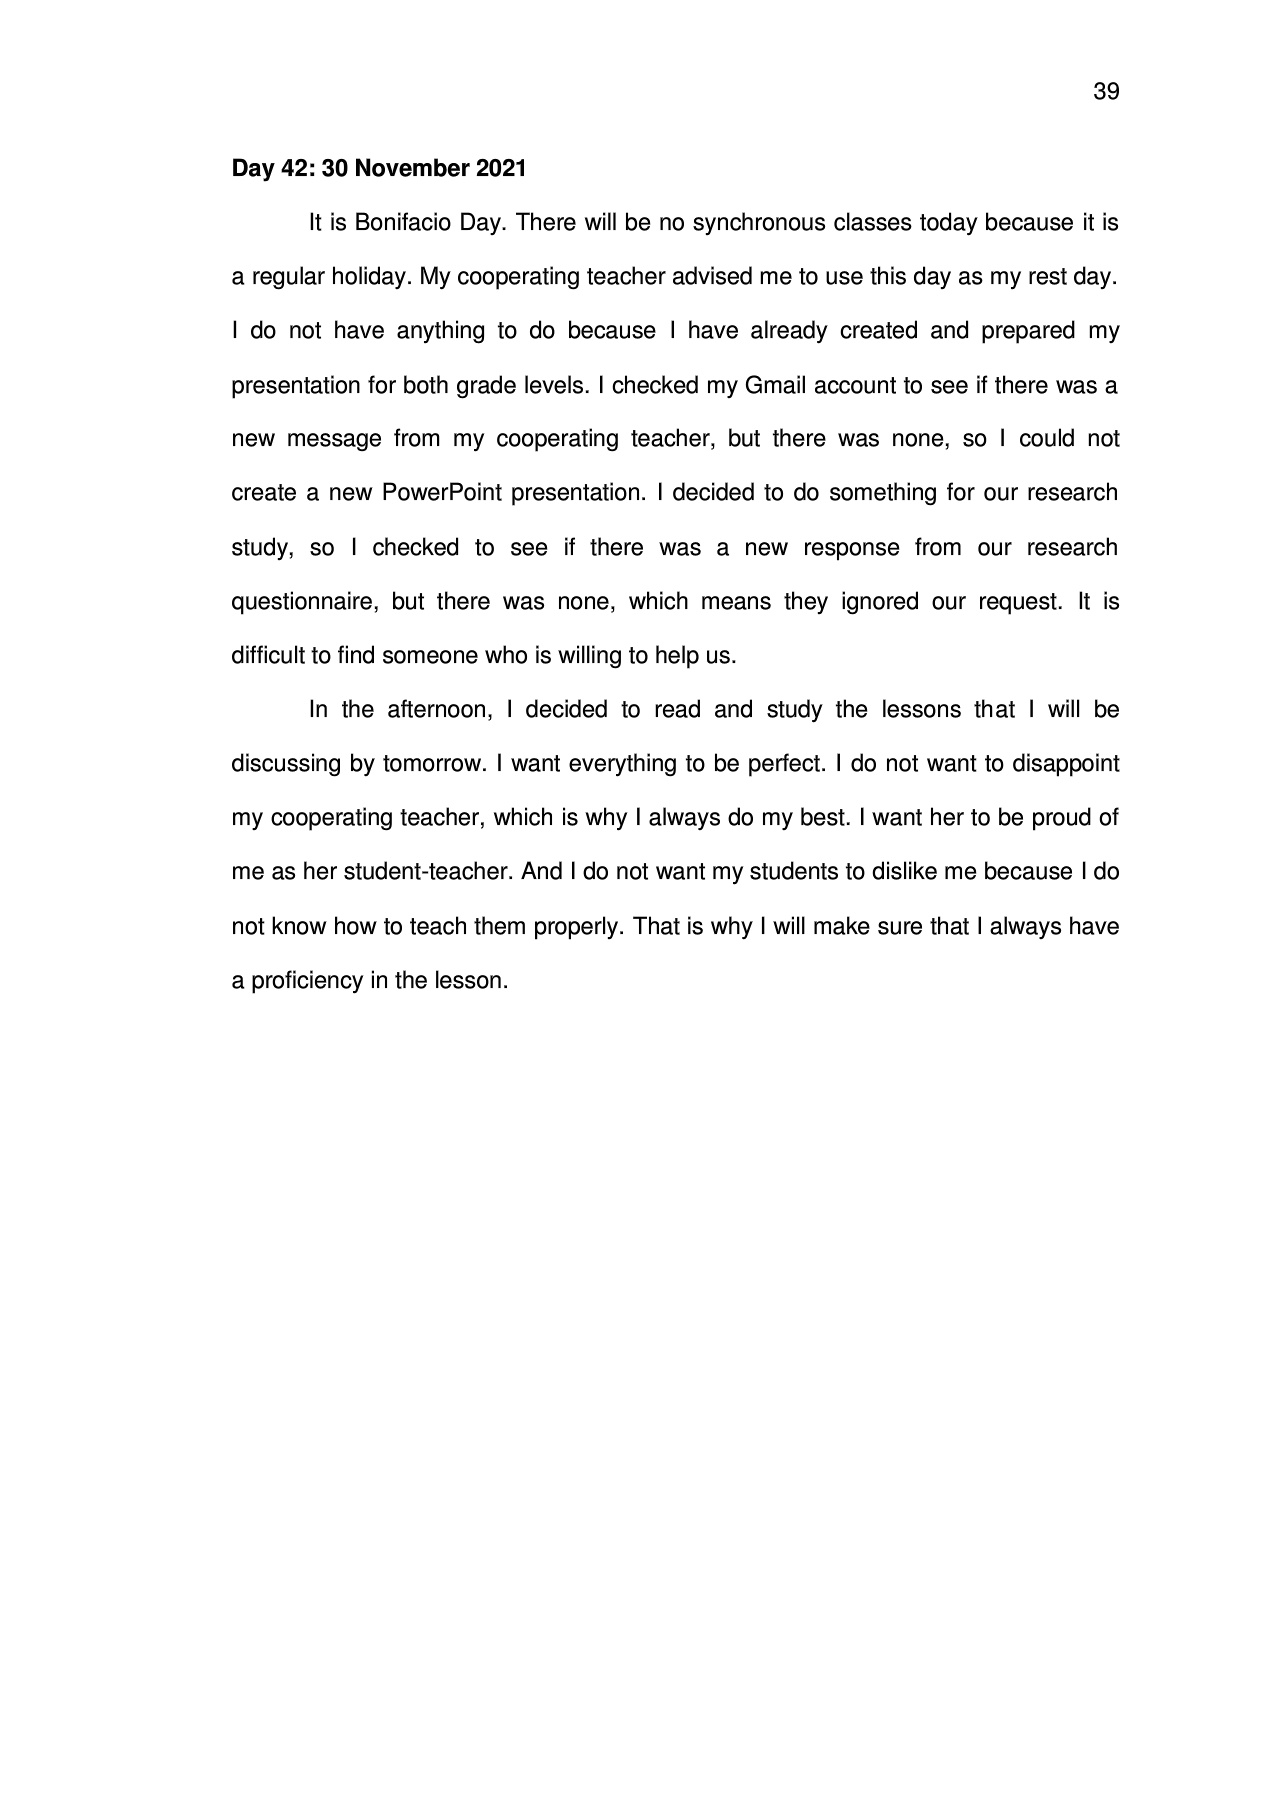 39
Day 42: 30 November 2021
It is Bonifacio Day. There will be no synchronous classes today because it is
a regular holiday. My cooperating teacher advised me to use this day as my rest day.
I do not have anything to do because I have already created and prepared my
presentation for both grade levels. I checked my Gmail account to see if there was a
new message from my cooperating teacher, but there was none, so I could not
create a new PowerPoint presentation. I decided to do something for our research
study, so I checked to see if there was a new response from our research
questionnaire, but there was none, which means they ignored our request. It is
difficult to find someone who is willing to help us.
In the afternoon, I decided to read and study the lessons that I will be
discussing by tomorrow. I want everything to be perfect. I do not want to disappoint
my cooperating teacher, which is why I always do my best. I want her to be proud of
me as her student-teacher. And I do not want my students to dislike me because I do
not know how to teach them properly. That is why I will make sure that I always have
a proficiency in the lesson.